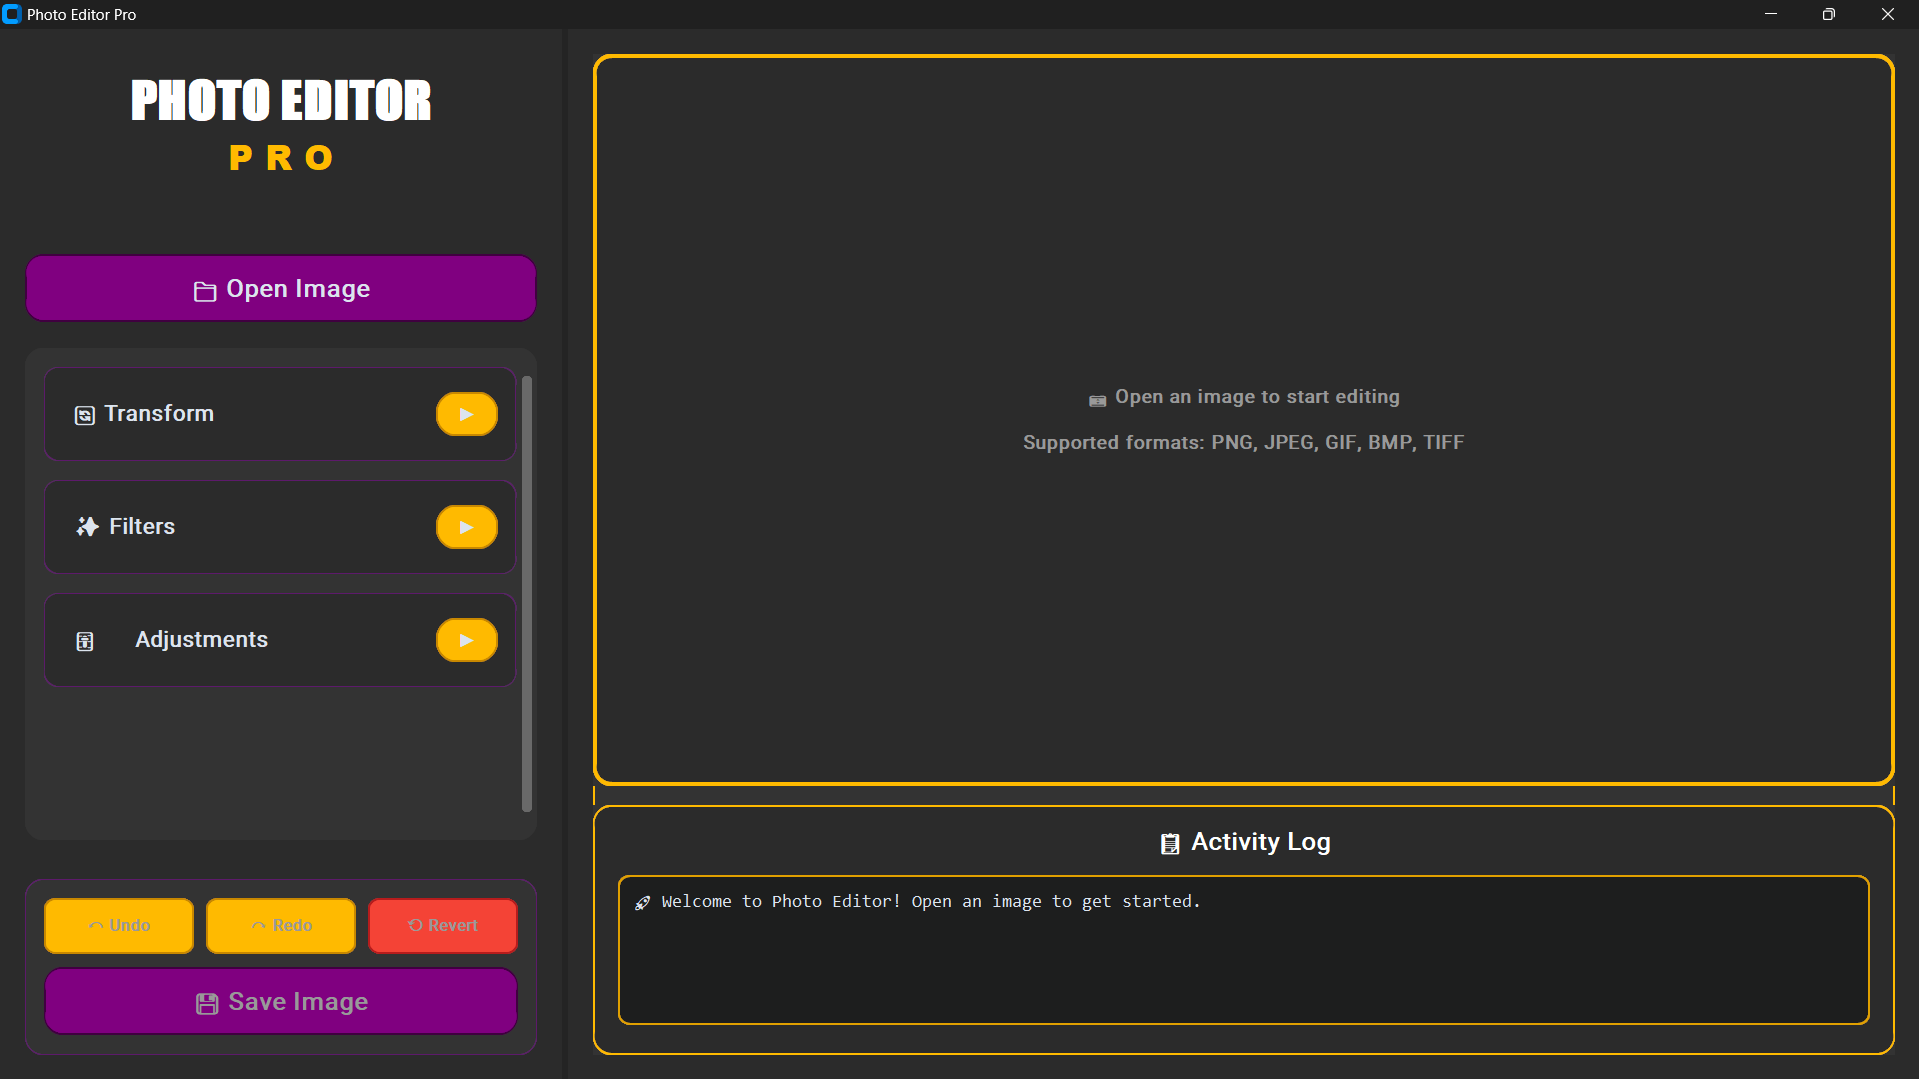 Photo Editor Pro
PHOTO EDITOR
PRO
Open Image
Transform
Filters
Adjustments
Undo
Redo
Revert
Save Image
Open an image to start editing
Supported formats: PNG, JPEG, GIF, BMP, TIFF
Activity Log
Welcome to Photo Editor! Open an image to get started.